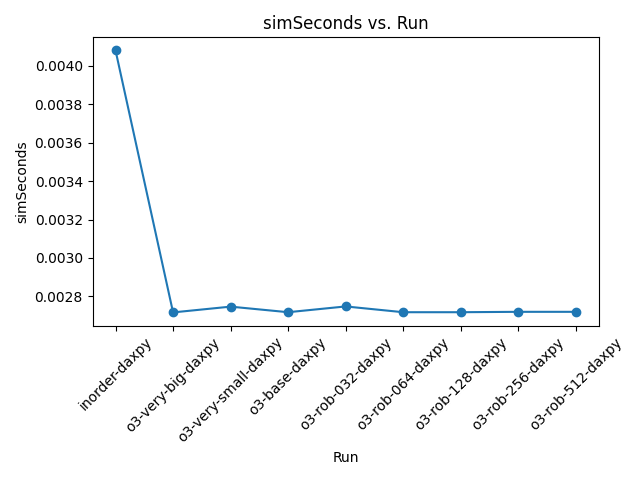 simSeconds vs. Run
simSeconds
0.0040
0.0038
0.0036
0.0034
0.0032
0.0030
0.0028
inorder-daxpy
o3-very-big-daxpy
o3-very-small-daxpy
o3-base-daxpy
o3-rob-032-daxpy
o3-rob-064-daxpy
o3-rob-128-daxpy
o3-rob-256-daxpy
o3-rob-512-daxpy
Run